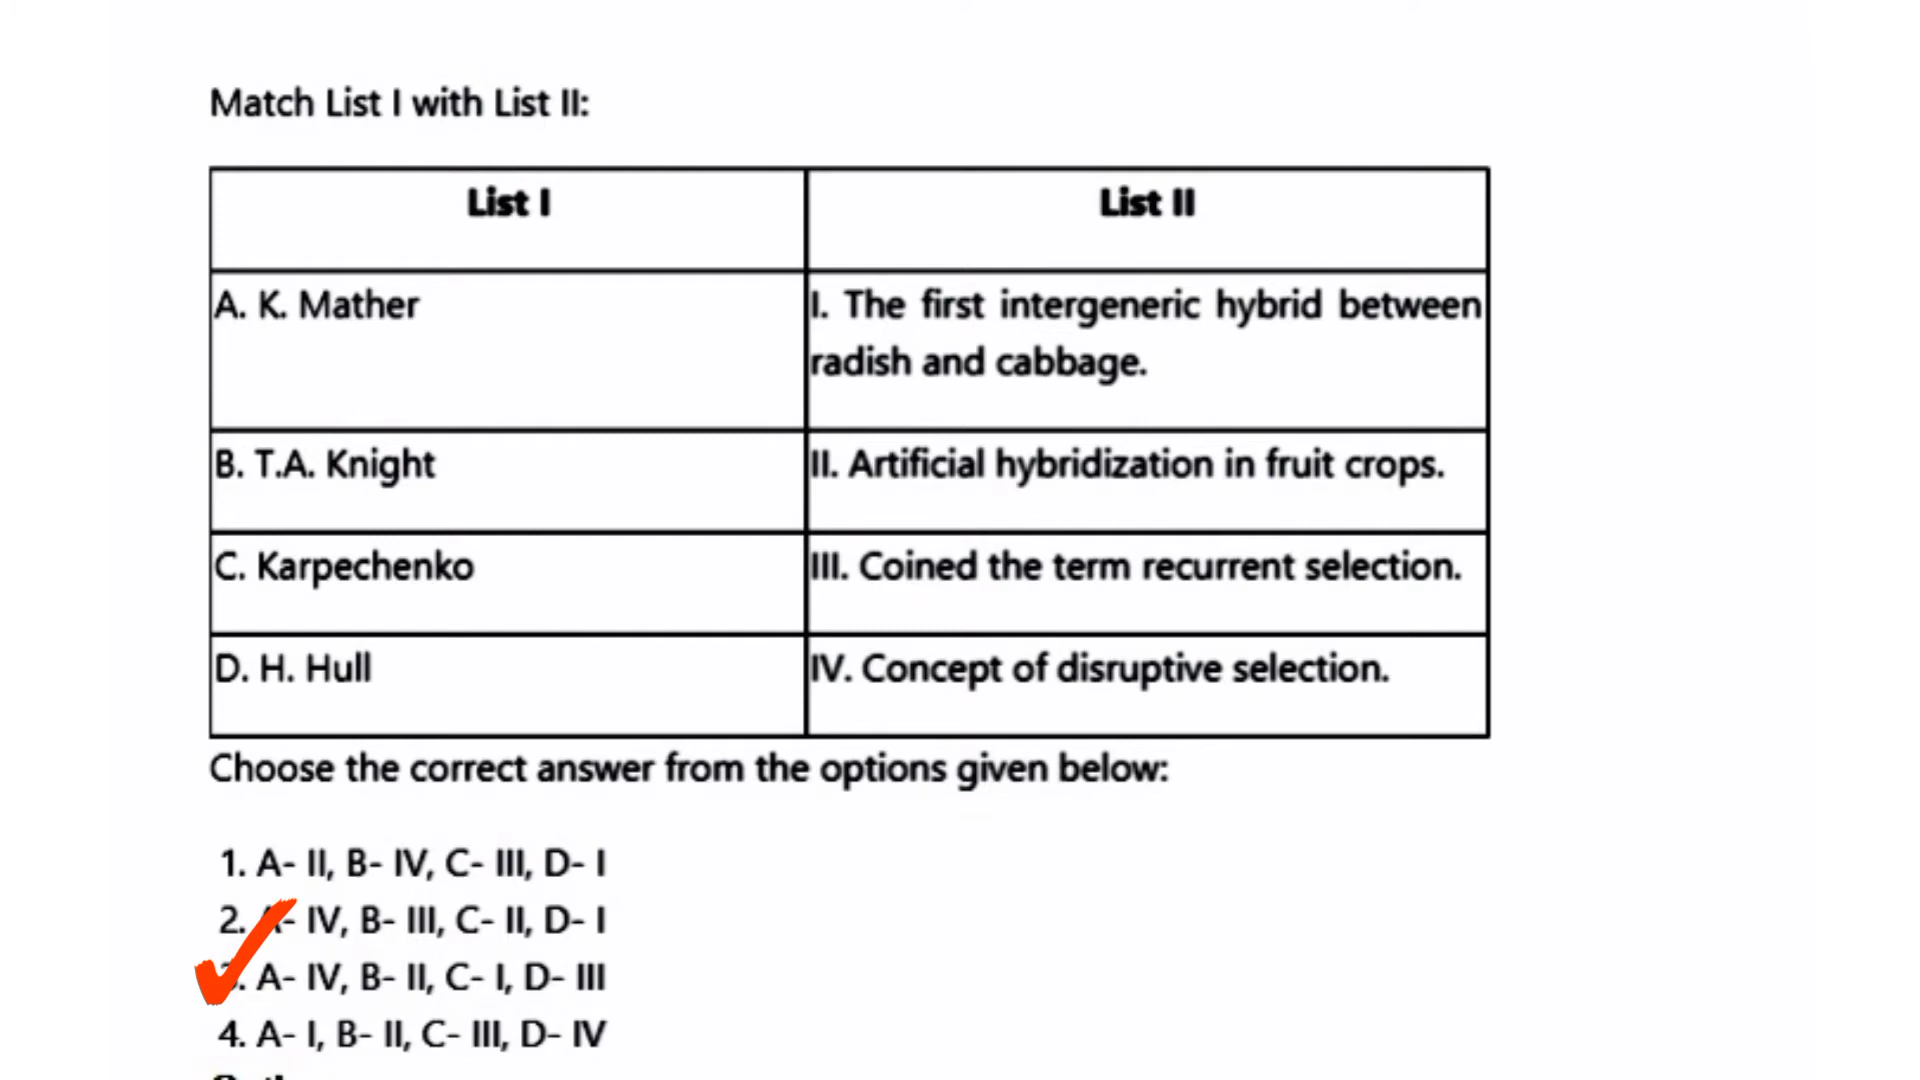 Match List I with List II:
List I
List II
A. K. Mather
I. The first intergeneric hybrid between
radish and cabbage.
B. T.A. Knight
II. Artificial hybridization in fruit crops.
C. Karpechenko
III. Coined the term recurrent selection.
D. H. Hull
IV. Concept of disruptive selection.
Choose the correct answer from the options given below:
1. A- II, B- IV, C- III, D- I
2. A- IV, B- III, C- II, D- I
3. A- IV, B- II, C- I, D- III
4. A- I, B- II, C- III, D- IV